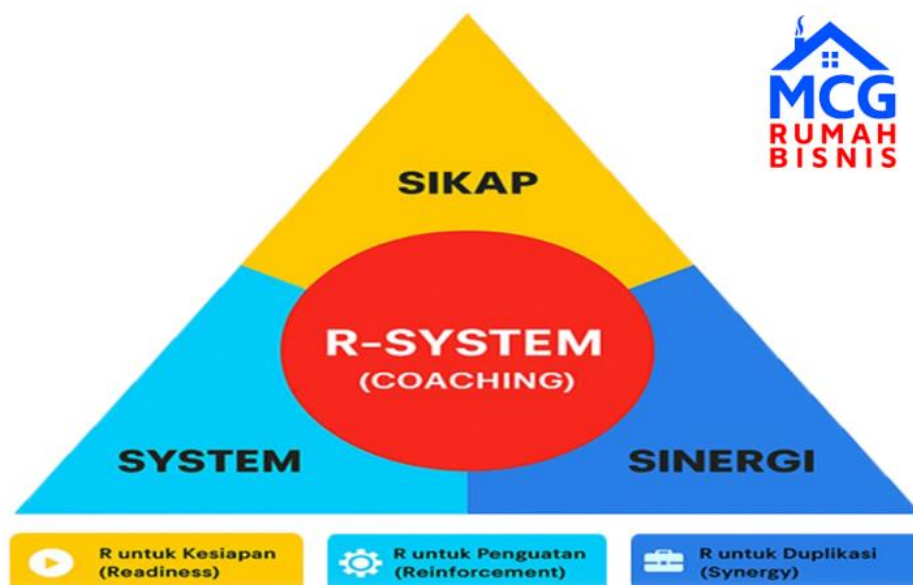 MCG
RUMAH
BISNIS
SIKAP
R-SYSTEM
(COACHING)
SYSTEM
SINERGI
R untuk Kesiapan
(Readiness)
R untuk Penguatan
(Reinforcement)
R untuk Duplikasi
(Synergy)